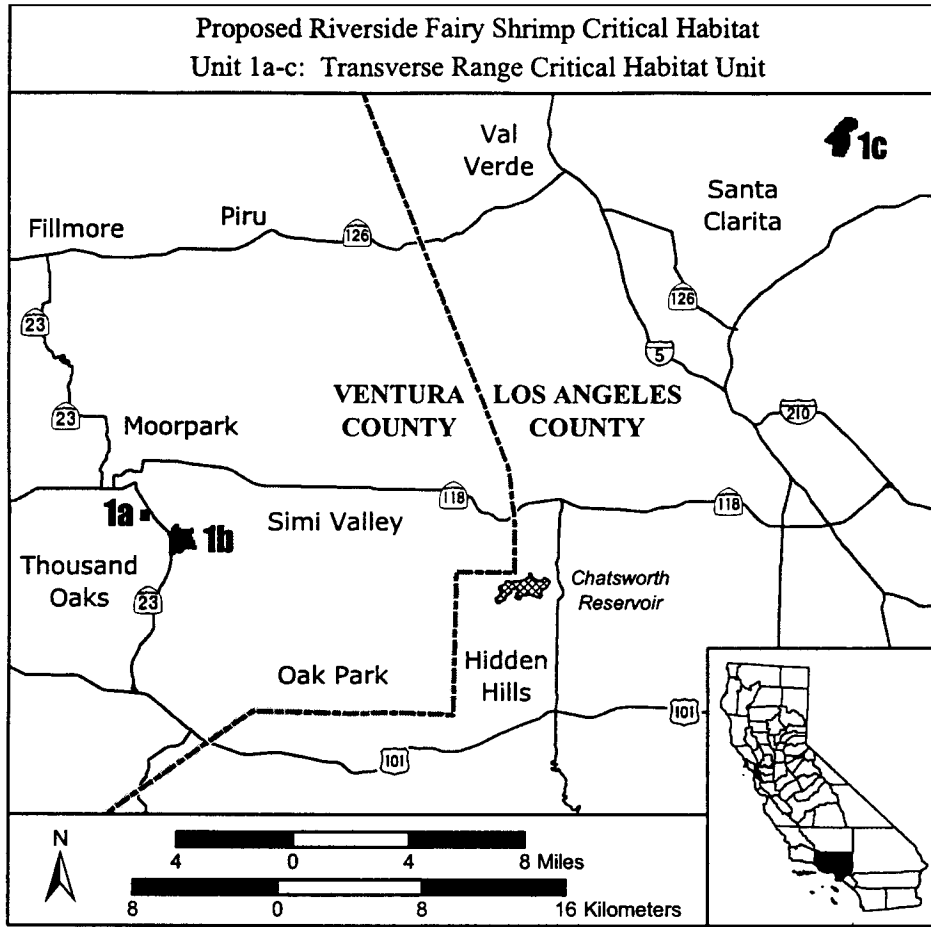 Proposed Riverside Fairy Shrimp Critical Habitat
Unit 1a-c: Transverse Range Critical Habitat Unit
Val
Verde
1c
Santa
Clarita
Fillmore
Piru
126
126
23
5
VENTURA
COUNTY
LOS ANGELES
COUNTY
23
Moorpark
210
118
118
1a
1b
Simi Valley
Thousand
Oaks
23
Chatsworth
Reservoir
Oak Park
Hidden
Hills
101
101
N
4 0 4 8 Miles
8 0 8 16 Kilometers